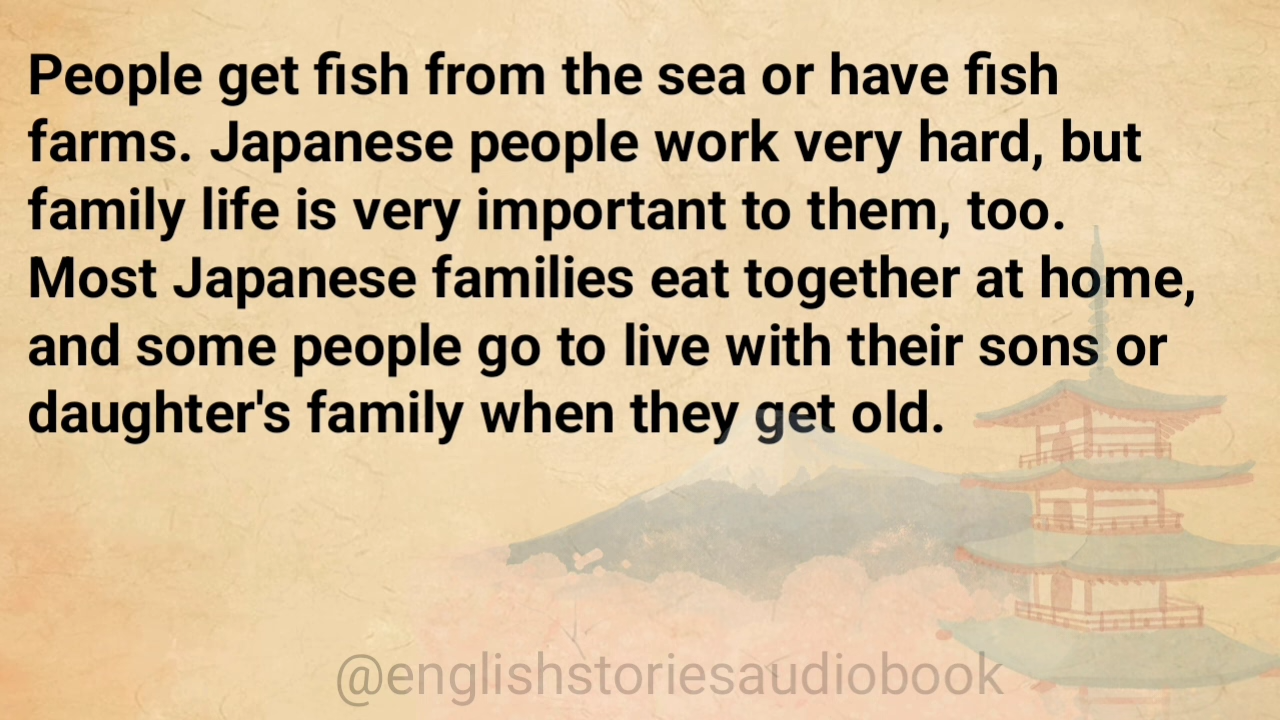 People get fish from the sea or have fish
farms. Japanese people work very hard, but
family life is very important to them, too.
Most Japanese families eat together at home,
and some people go to live with their sons or
daughter's family when they get old.
@englishstoriesaudiobook